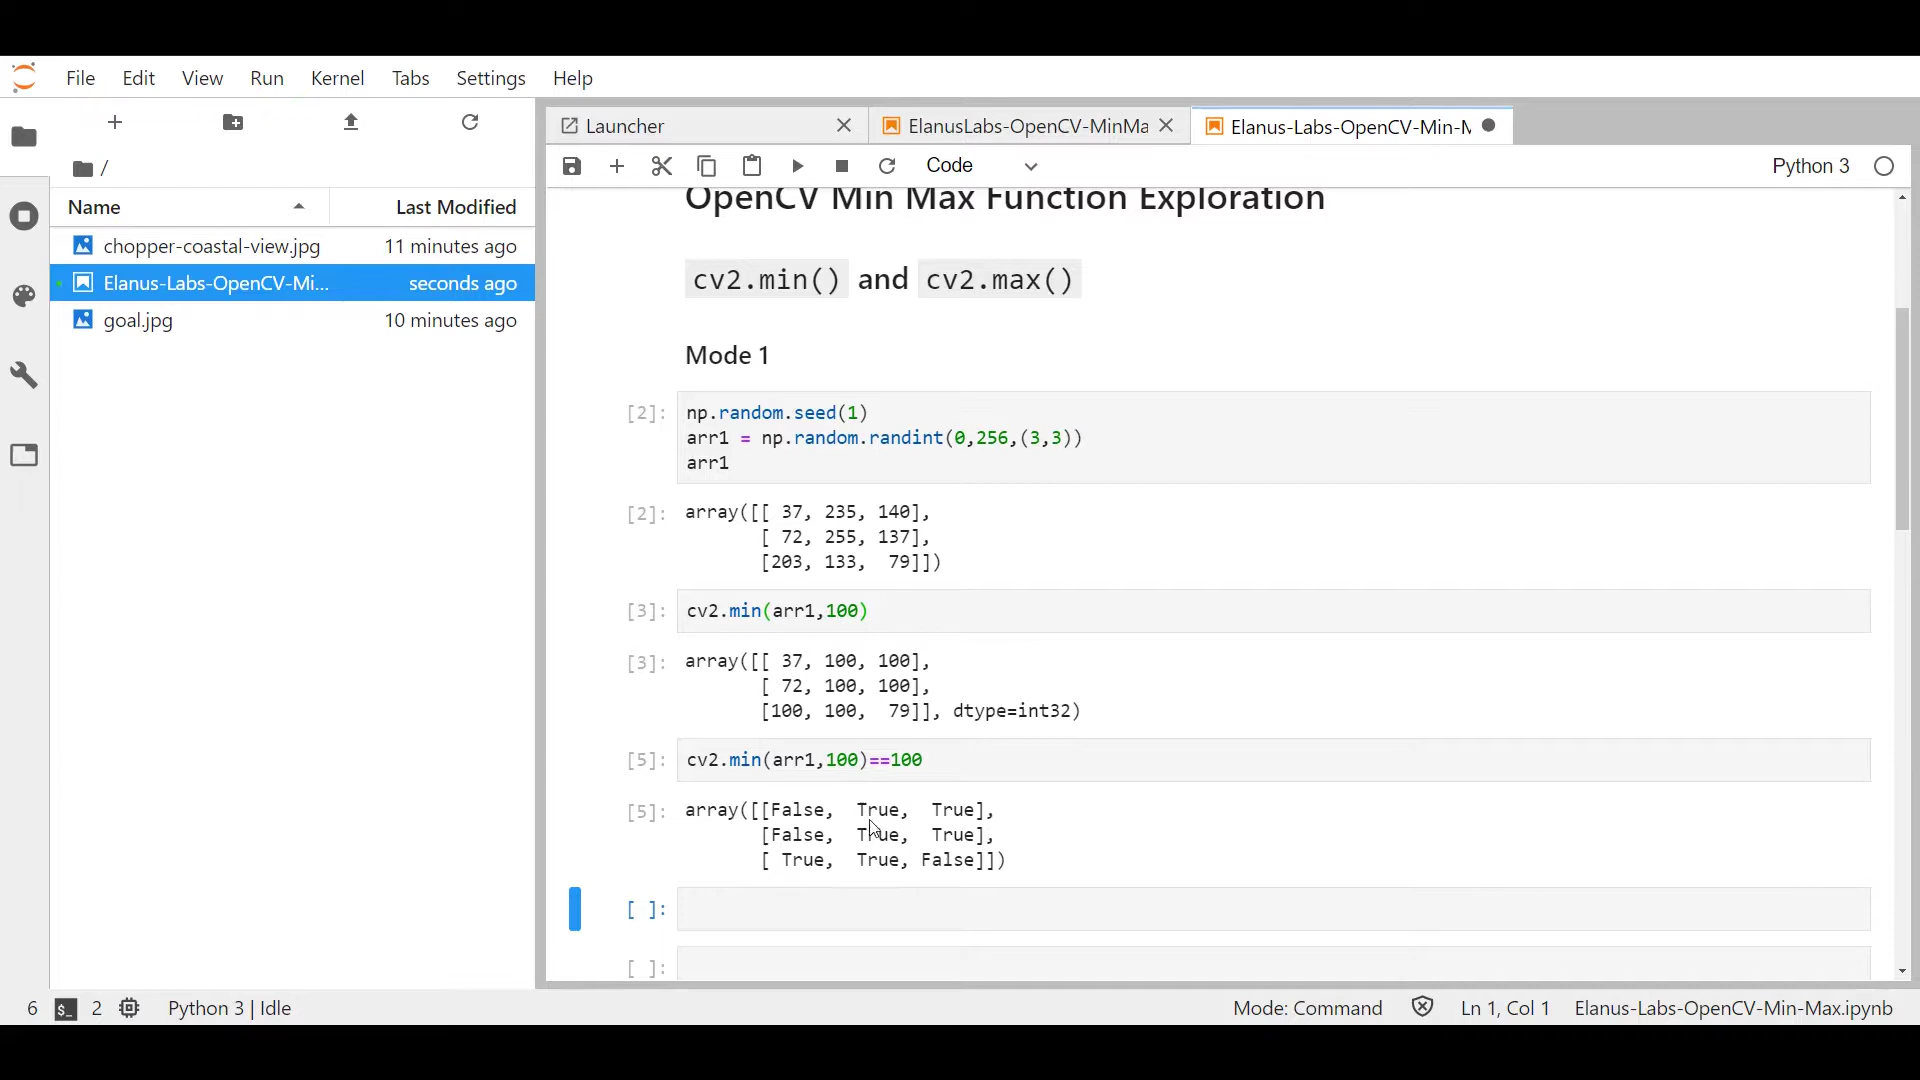 File Edit View Run Kernel Tabs Settings Help
Launcher
ElanusLabs-OpenCV-MinMa
Elanus-Labs-OpenCV-Min-M
/
Code
Python 3
Name Last Modified
chopper-coastal-view.jpg 11 minutes ago
Elanus-Labs-OpenCV-Mi... seconds ago
goal.jpg 10 minutes ago
OpenCV Min Max Function Exploration
cv2.min() and cv2.max()
Mode 1
[2]: np.random.seed(1)
arr1 = np.random.randint(0,256,(3,3))
arr1
[2]: array([[ 37, 235, 140],
[ 72, 255, 137],
[203, 133,  79]])
[3]: cv2.min(arr1,100)
[3]: array([[ 37, 100, 100],
[ 72, 100, 100],
[100, 100,  79]], dtype=int32)
[5]: cv2.min(arr1,100)==100
[5]: array([[False,  True,  True],
[False,  True,  True],
[ True,  True, False]])
[ ]:
[ ]:
6 $_ 2 Python 3 | Idle Mode: Command Ln 1, Col 1 Elanus-Labs-OpenCV-Min-Max.ipynb